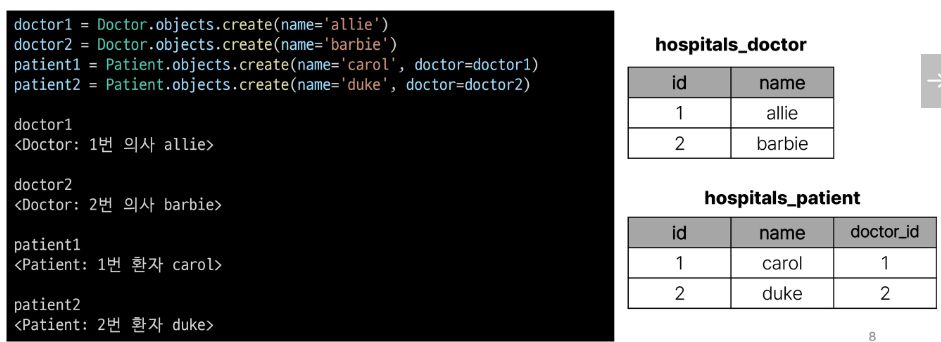 doctor1 = Doctor.objects.create(name='allie')
doctor2 = Doctor.objects.create(name='barbie')
patient1 = Patient.objects.create(name='carol', doctor=doctor1)
patient2 = Patient.objects.create(name='duke', doctor=doctor2)
doctor1
<Doctor: 1번 의사 allie>
doctor2
<Doctor: 2번 의사 barbie>
patient1
<Patient: 1번 환자 carol>
patient2
<Patient: 2번 환자 duke>
hospitals_doctor
id name
1 allie
2 barbie
hospitals_patient
id name doctor_id
1 carol 1
2 duke 2
8